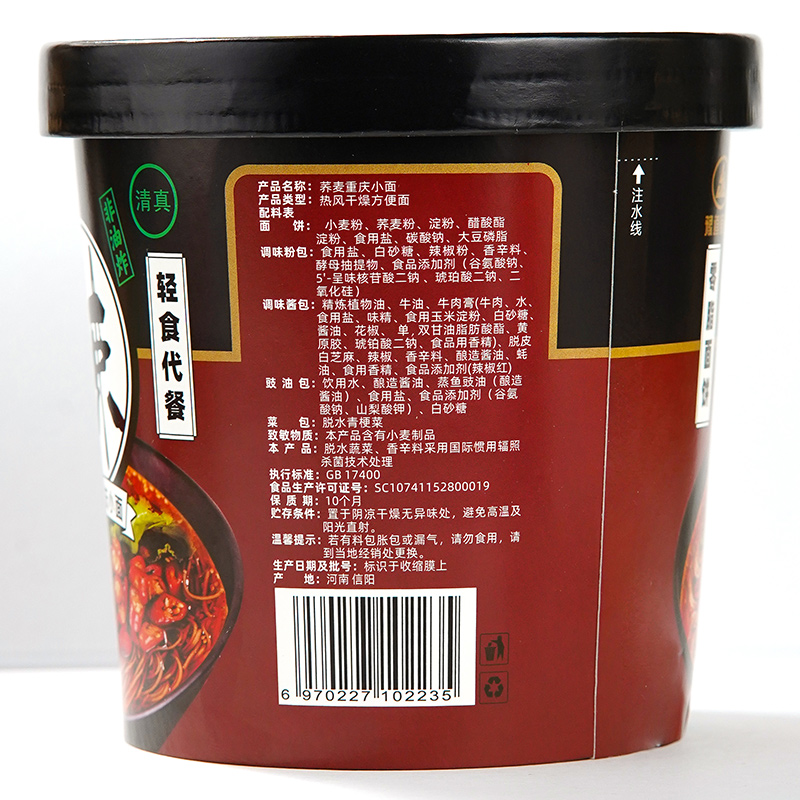 清真
非油炸
轻食代餐
面
产品名称：荞麦重庆小面
产品类型：热风干燥方便面
配料表
面 饼：小麦粉、荞麦粉、淀粉、醋酸酯
淀粉、食用盐、碳酸钠、大豆磷脂
调味粉包：食用盐、白砂糖、辣椒粉、香辛料、
酵母抽提物、食品添加剂（谷氨酸钠、
5'-呈味核苷酸二钠 、琥珀酸二钠、二
氧化硅）
调味酱包：精炼植物油、牛油、牛肉膏(牛肉、水、
食用盐、味精、食用玉米淀粉、白砂糖、
酱油、花椒、 单, 双甘油脂肪酸酯、黄
原胶、琥珀酸二钠、食品用香精)、脱皮
白芝麻、辣椒、香辛料、酿造酱油、蚝
油、食用香精、食品添加剂(辣椒红)
豉 油 包：饮用水、酿造酱油、蒸鱼豉油（酿造
酱油）、食用盐、食品添加剂（谷氨
酸钠、山梨酸钾）、白砂糖
菜 包：脱水青梗菜
致敏物质：本产品含有小麦制品
本 产 品：脱水蔬菜、香辛料采用国际惯用辐照
杀菌技术处理
执行标准：GB 17400
食品生产许可证号：SC10741152800019
保 质 期：10个月
贮存条件：置于阴凉干燥无异味处，避免高温及
阳光直射。
温馨提示：若有料包胀包或漏气，请勿食用，请
到当地经销处更换。
生产日期及批号：标识于收缩膜上
产 地：河南 信阳
6 970227 102235
注水线